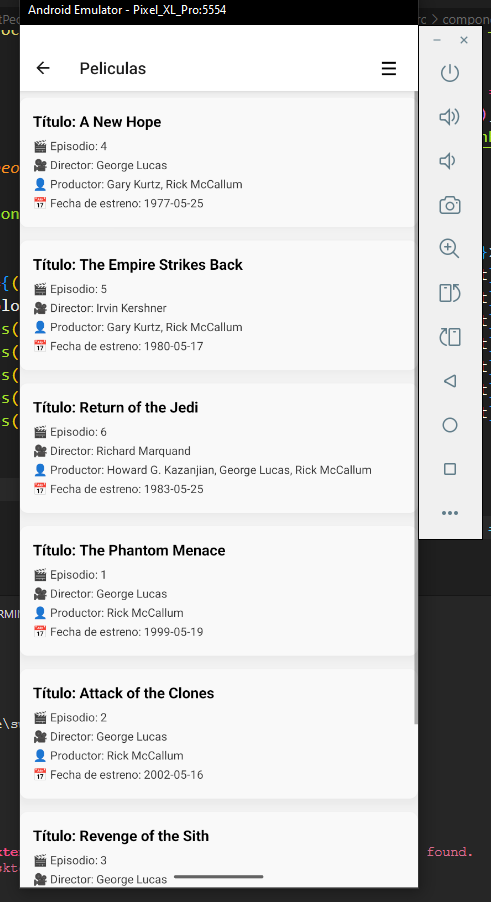 Android Emulator - Pixel_XL_Pro:5554
Peliculas
Título: A New Hope
🎬 Episodio: 4
🎥 Director: George Lucas
👤 Productor: Gary Kurtz, Rick McCallum
📅 Fecha de estreno: 1977-05-25
Título: The Empire Strikes Back
🎬 Episodio: 5
🎥 Director: Irvin Kershner
👤 Productor: Gary Kurtz, Rick McCallum
📅 Fecha de estreno: 1980-05-17
Título: Return of the Jedi
🎬 Episodio: 6
🎥 Director: Richard Marquand
👤 Productor: Howard G. Kazanjian, George Lucas, Rick McCallum
📅 Fecha de estreno: 1983-05-25
Título: The Phantom Menace
🎬 Episodio: 1
🎥 Director: George Lucas
👤 Productor: Rick McCallum
📅 Fecha de estreno: 1999-05-19
Título: Attack of the Clones
🎬 Episodio: 2
🎥 Director: George Lucas
👤 Productor: Rick McCallum
📅 Fecha de estreno: 2002-05-16
Título: Revenge of the Sith
🎬 Episodio: 3
🎥 Director: George Lucas
found.